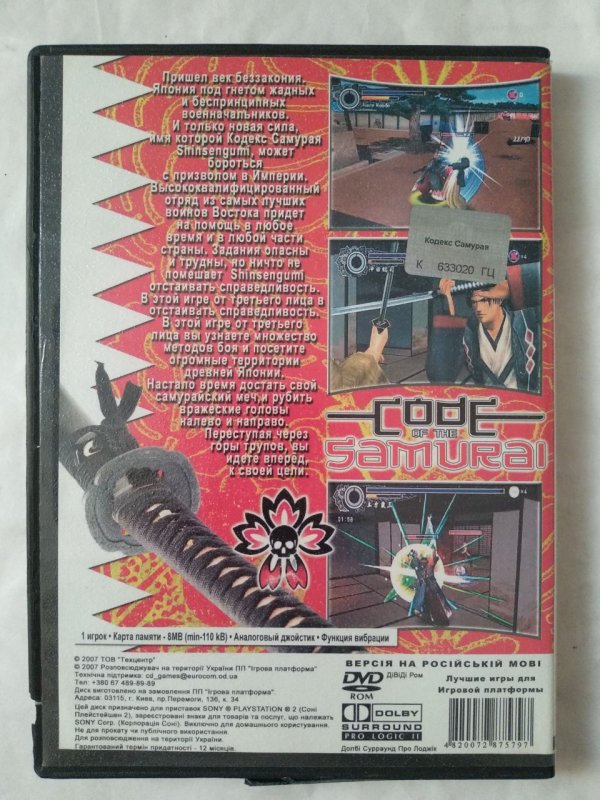 Пришел век беззакония.
Япония под гнетом жадных
и беспринципных
военначальников.
И только новая сила,
имя которой Кодекс Самурая
Shinsengumi, может
бороться
с призволом в Империи.
Высококвалифицированный
отряд из самых лучших
войнов Востока придет
на помощь в любое
время и в любой части
страны. Задания опасны
и трудны, но ничто не
помешает Shinsengumi
отстаивать справедливость.
В этой игре от третьего лица в
отстаивать справедливость.
В этой игре от третьего
лица вы узнаете множество
методов боя и посетите
огромные территории
древней Японии.
Настало время достать свой
самурайский меч,и рубить
вражеские головы
налево и направо.
Переступая через
горы трупов, вы
идете вперёд,
к своей цели.
Кодекс Самурая
К 633020 ГЦ
x4
CODE
OF THE
SAMURAI
x4
01:58
1 игрок • Карта памяти - 8MB (min-110 kB) • Аналоговый джойстик • Функция вибрации
© 2007 ТОВ "Техцентр"
© 2007 Розповсюджувач на території України ПП "Ігрова платформа"
Технічна підтримка: cd_games@eurocom.od.ua
Тел: +380 67 489-89-89
Диск виготовлено на замовлення ПП "Ігрова платформа".
Адреса: 03115, г. Киев, пр.Перемоги, 136, к. 34
Цей диск призначено для приставок SONY ® PLAYSTATION ® 2 (Соні
Плейстейшн 2), зареєстровані знаки для товарів та послуг, що належать
SONY Corp. (Корпорація Соні). Виключно для домашнього користування.
Не для прокату чи публічного використання.
Для розповсюдження на території України.
Гарантований термін придатності - 12 місяців.
ВЕРСІЯ НА РОСІЙСЬКІЙ МОВІ
DVD
ROM
ДіВіДі Ром
Лучшие игры для
Игровой платформы
DOLBY
SURROUND
PRO LOGIC II
Долбі Сурраунд Про Лоджік
4820072875797